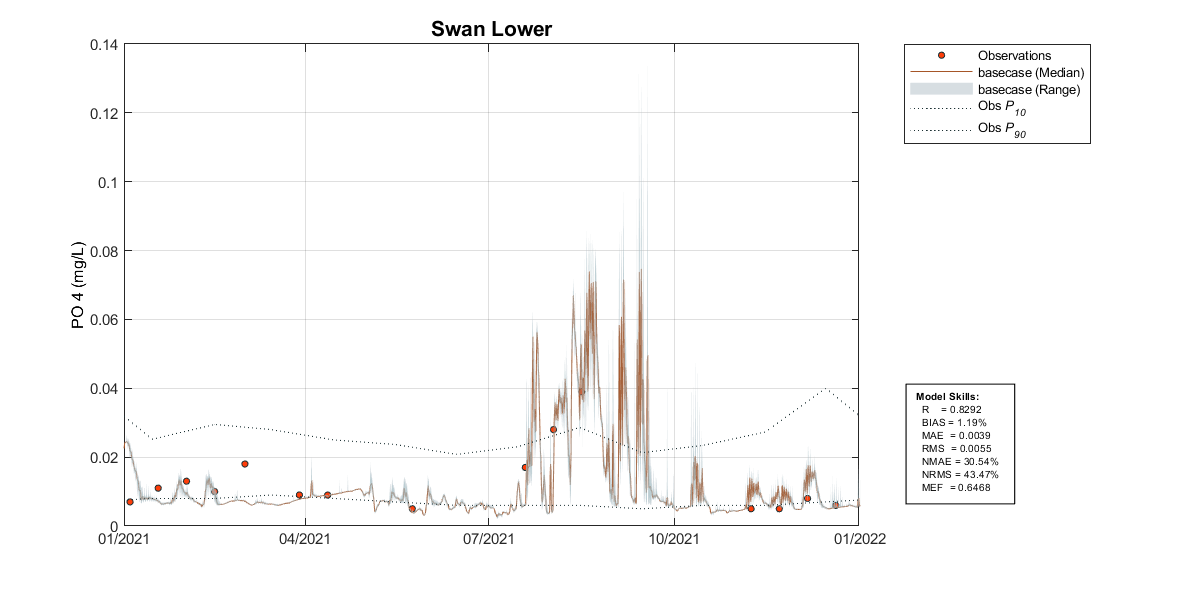 Swan Lower
0.14
0.12
0.1
0.08
0.06
0.04
0.02
0
PO 4 (mg/L)
01/2021
04/2021
07/2021
10/2021
01/2022
Observations
basecase (Median)
basecase (Range)
Obs P10
Obs P90
Model Skills:
R = 0.8292
BIAS = 1.19%
MAE = 0.0039
RMS = 0.0055
NMAE = 30.54%
NRMS = 43.47%
MEF = 0.6468